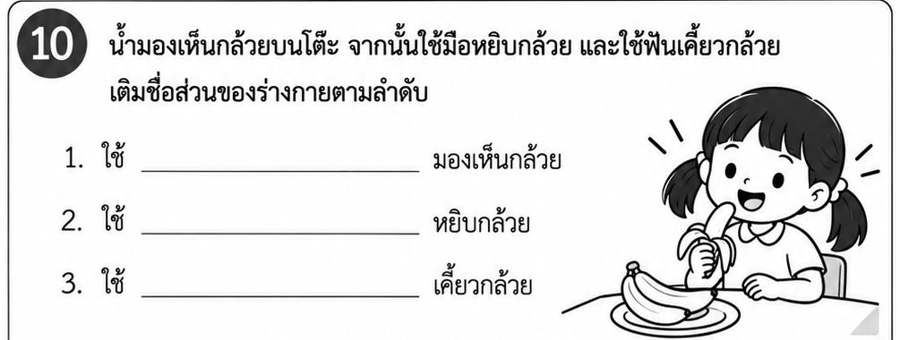 10 น้ำมองเห็นกล้วยบนโต๊ะ จากนั้นใช้มือหยิบกล้วย และใช้ฟันเคี้ยวกล้วย
เติมชื่อส่วนของร่างกายตามลำดับ
1. ใช้ ____________________ มองเห็นกล้วย
2. ใช้ ____________________ หยิบกล้วย
3. ใช้ ____________________ เคี้ยวกล้วย